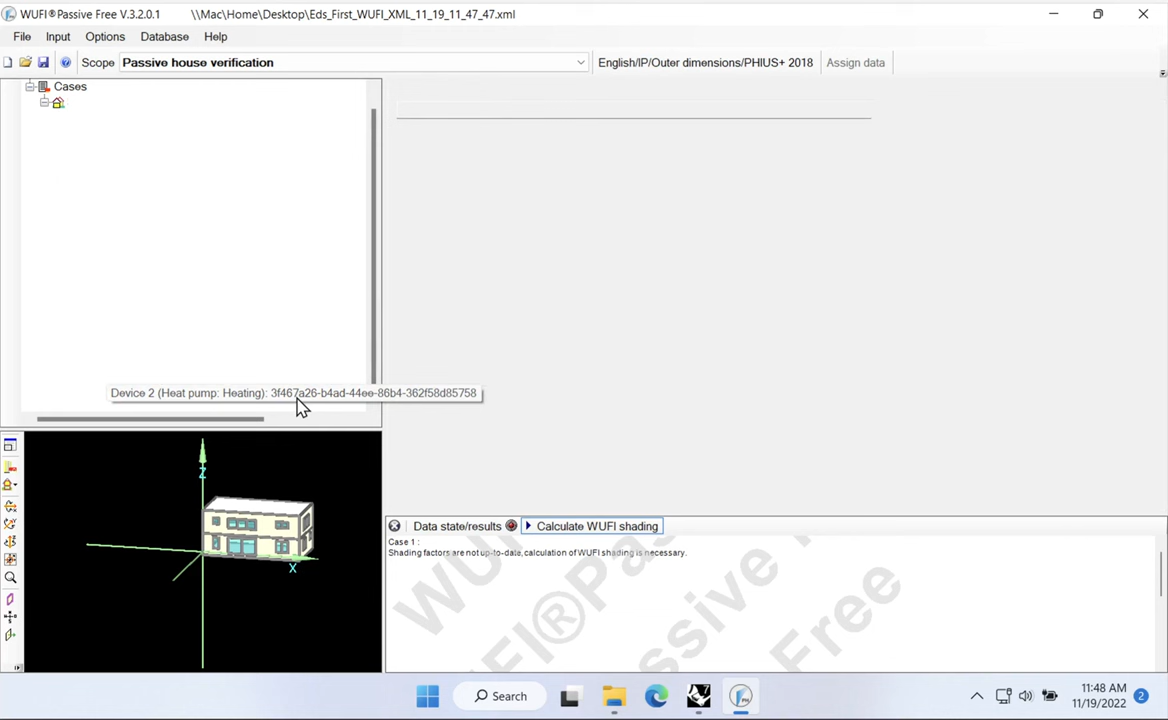 WUFI®Passive Free V.3.2.0.1 \\Mac\Home\Desktop\Eds_First_WUFI_XML_11_19_11_47_47.xml
File Input Options Database Help
Scope Passive house verification English/IP/Outer dimensions/PHIUS+ 2018 Assign data
Cases
Device 2 (Heat pump: Heating): 3f467a26-b4ad-44ee-86b4-362f58d85758
Z
X
Data state/results Calculate WUFI shading
Case 1 :
Shading factors are not up-to-date, calculation of WUFI shading is necessary.
WUFI®Passive Free
Search
11:48 AM
11/19/2022
2